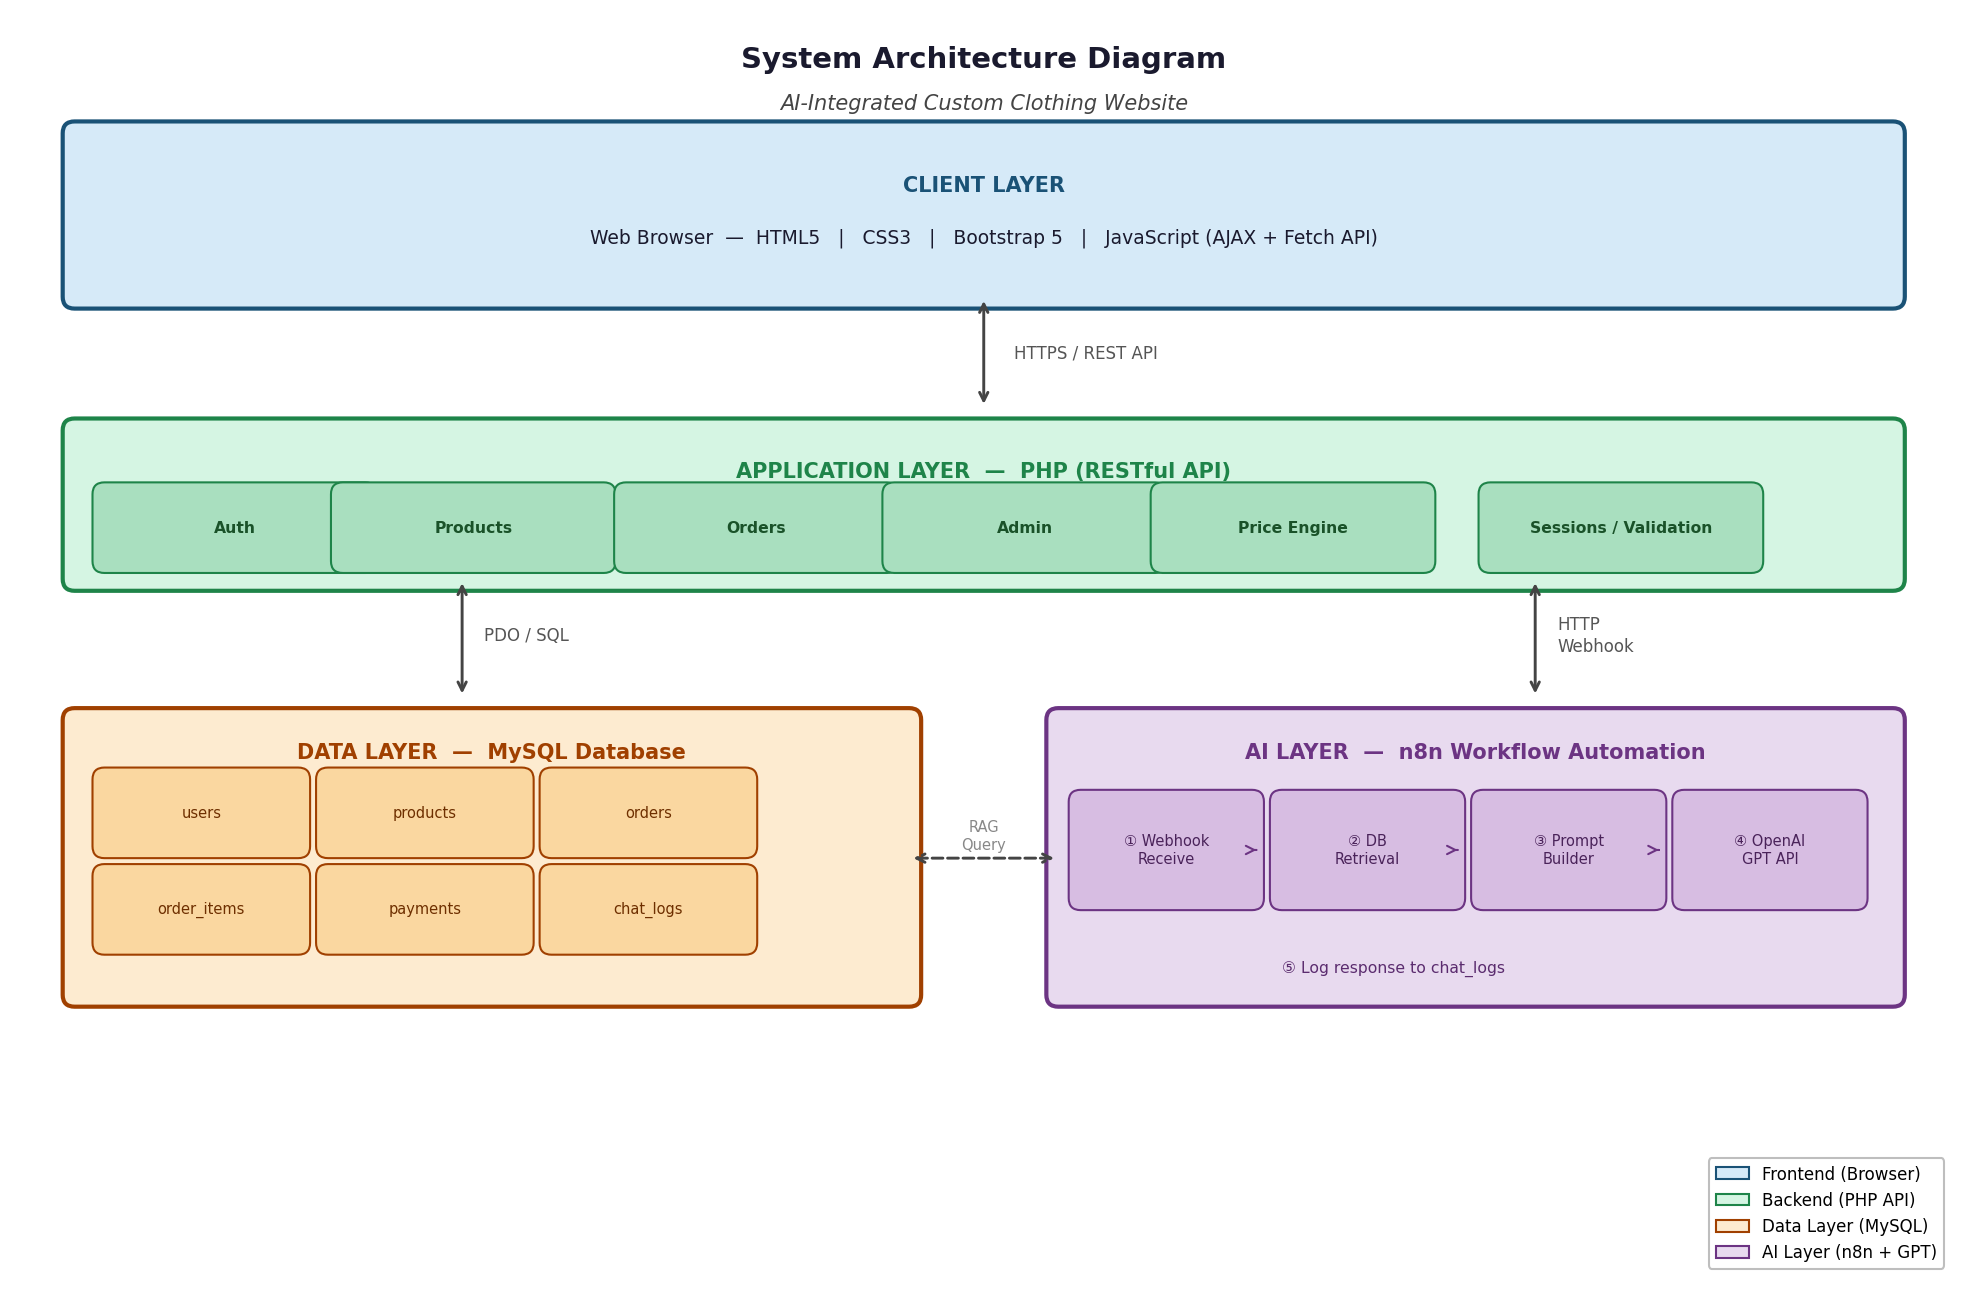 System Architecture Diagram
AI-Integrated Custom Clothing Website
CLIENT LAYER
Web Browser — HTML5 | CSS3 | Bootstrap 5 | JavaScript (AJAX + Fetch API)
HTTPS / REST API
APPLICATION LAYER — PHP (RESTful API)
Auth
Products
Orders
Admin
Price Engine
Sessions / Validation
PDO / SQL
HTTP
Webhook
DATA LAYER — MySQL Database
users
products
orders
order_items
payments
chat_logs
RAG
Query
AI LAYER — n8n Workflow Automation
① Webhook
Receive
② DB
Retrieval
③ Prompt
Builder
④ OpenAI
GPT API
⑤ Log response to chat_logs
Frontend (Browser)
Backend (PHP API)
Data Layer (MySQL)
AI Layer (n8n + GPT)